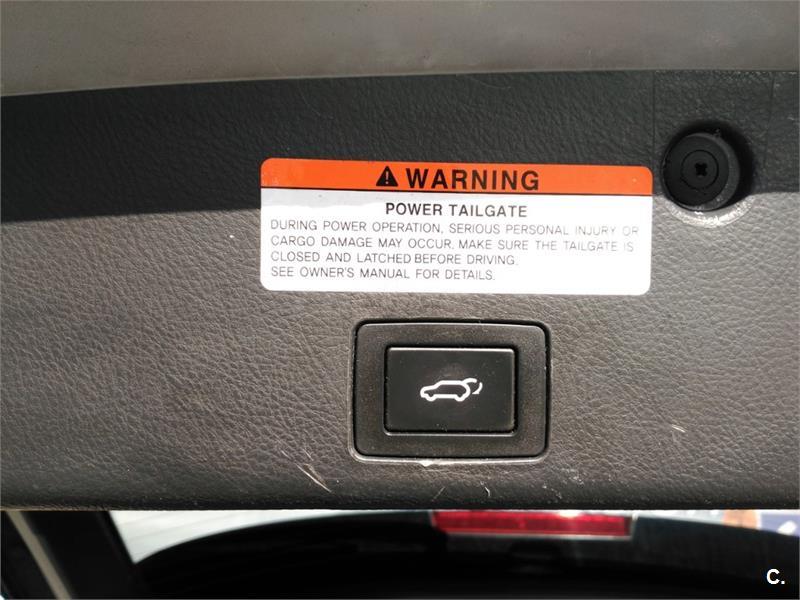 WARNING
POWER TAILGATE
DURING POWER OPERATION, SERIOUS PERSONAL INJURY OR
CARGO DAMAGE MAY OCCUR. MAKE SURE THE TAILGATE IS
CLOSED AND LATCHED BEFORE DRIVING.
SEE OWNER'S MANUAL FOR DETAILS.
C.